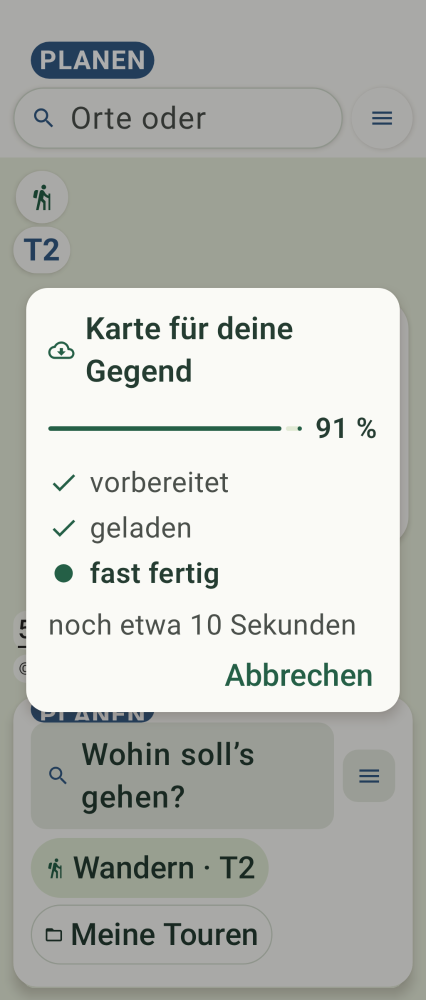 PLANEN
Orte oder
T2
Karte für deine
Gegend
91 %
vorbereitet
geladen
fast fertig
noch etwa 10 Sekunden
Abbrechen
PLANEN
Wohin soll’s
gehen?
Wandern · T2
Meine Touren